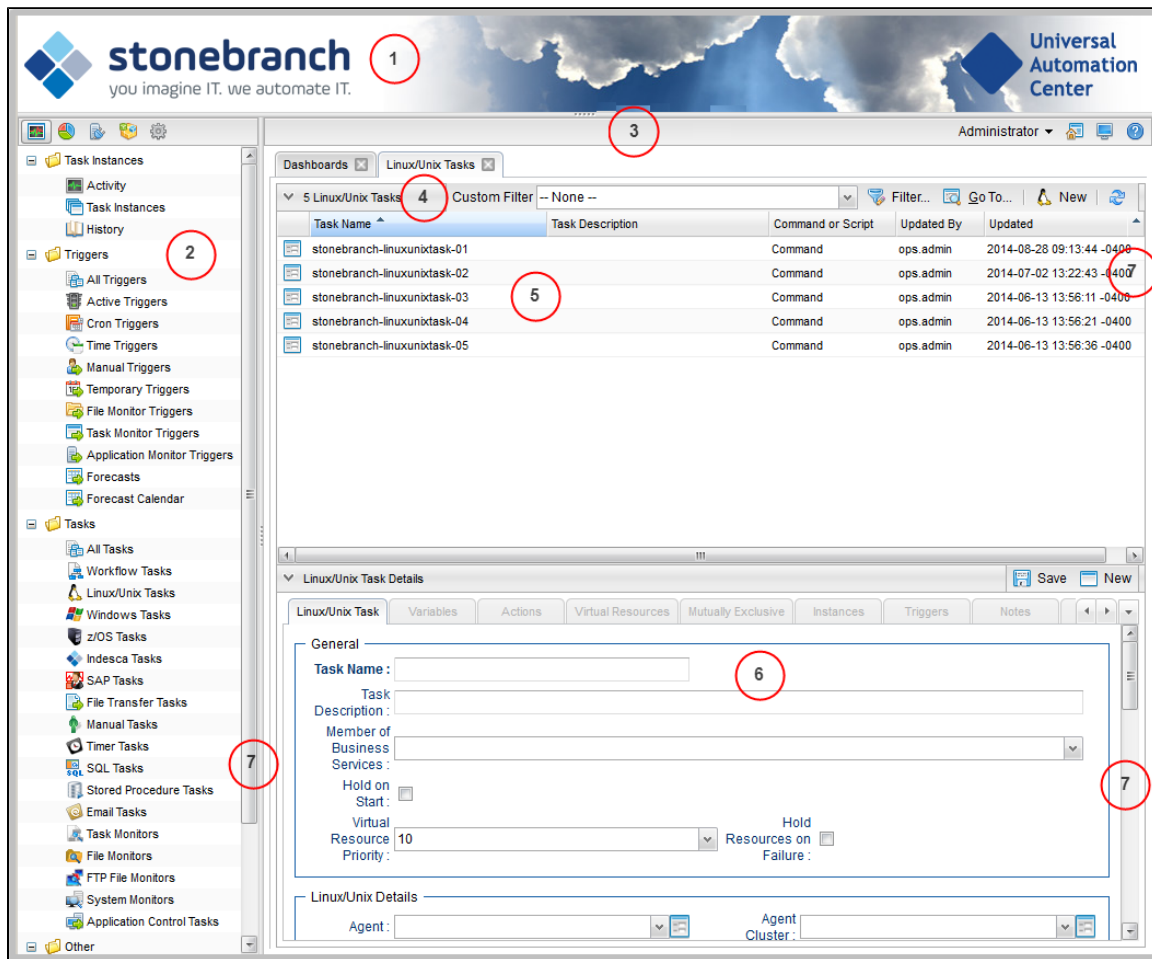 stonebranch
you imagine IT. we automate IT.
1
Universal
Automation
Center
3
Administrator
Task Instances
Activity
Task Instances
History
Triggers
2
All Triggers
Active Triggers
Cron Triggers
Time Triggers
Manual Triggers
Temporary Triggers
File Monitor Triggers
Task Monitor Triggers
Application Monitor Triggers
Forecasts
Forecast Calendar
Tasks
All Tasks
Workflow Tasks
Linux/Unix Tasks
Windows Tasks
z/OS Tasks
Indesca Tasks
SAP Tasks
File Transfer Tasks
Manual Tasks
Timer Tasks
7
SQL Tasks
Stored Procedure Tasks
Email Tasks
Task Monitors
File Monitors
FTP File Monitors
System Monitors
Application Control Tasks
Other
Dashboards Linux/Unix Tasks
5 Linux/Unix Tasks 4 Custom Filter -- None -- Filter... Go To... New
Task Name Task Description Command or Script Updated By Updated
stonebranch-linuxunixtask-01 Command ops.admin 2014-08-28 09:13:44 -0400
stonebranch-linuxunixtask-02 Command ops.admin 2014-07-02 13:22:43 -0400
7
stonebranch-linuxunixtask-03 5 Command ops.admin 2014-06-13 13:56:11 -0400
stonebranch-linuxunixtask-04 Command ops.admin 2014-06-13 13:56:21 -0400
stonebranch-linuxunixtask-05 Command ops.admin 2014-06-13 13:56:36 -0400
Linux/Unix Task Details Save New
Linux/Unix Task Variables Actions Virtual Resources Mutually Exclusive Instances Triggers Notes
General
Task Name :
6
Task
Description :
Member of
Business
Services :
Hold on
Start :
7
Virtual
Resource
Priority :
10
Hold
Resources on
Failure :
Linux/Unix Details
Agent :
Agent
Cluster :